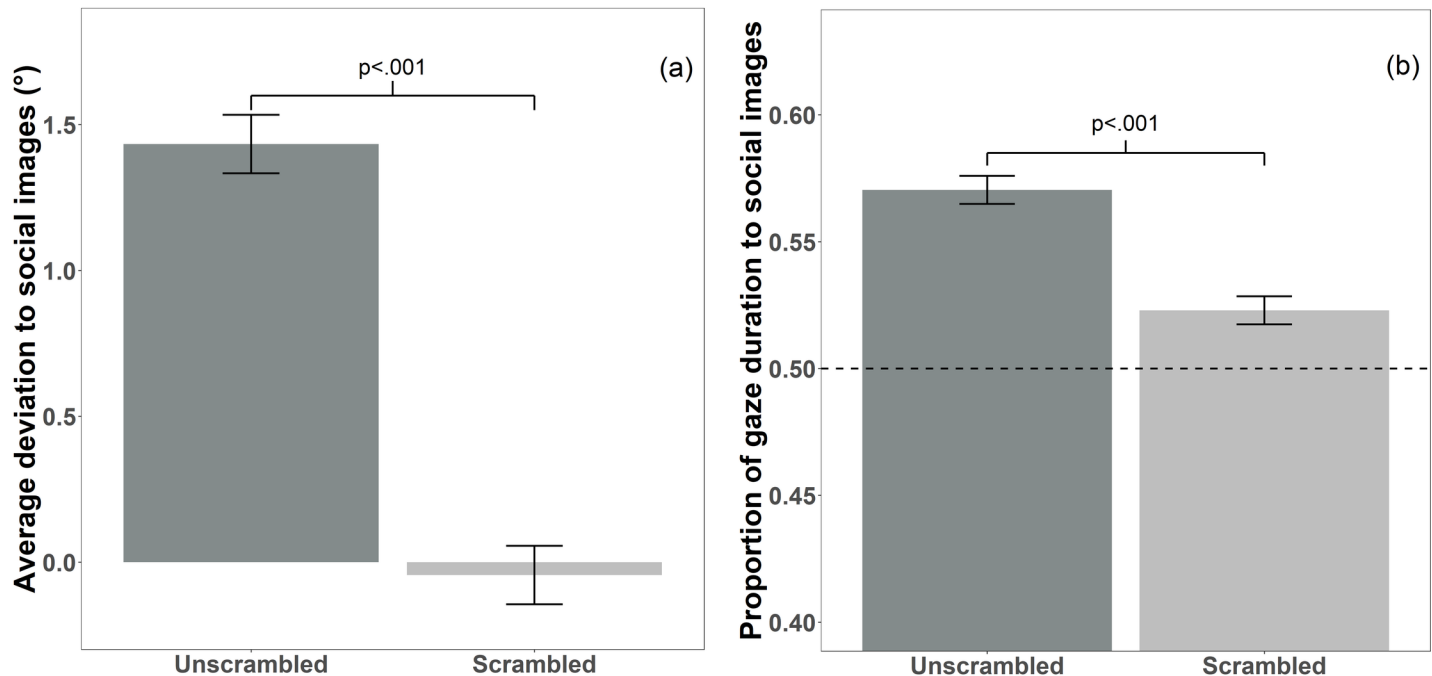 Average deviation to social images (°)
1.5
1.0
0.5
0.0
p<.001
(a)
Unscrambled
Scrambled
Proportion of gaze duration to social images
0.60
0.55
0.50
0.45
0.40
p<.001
(b)
Unscrambled
Scrambled